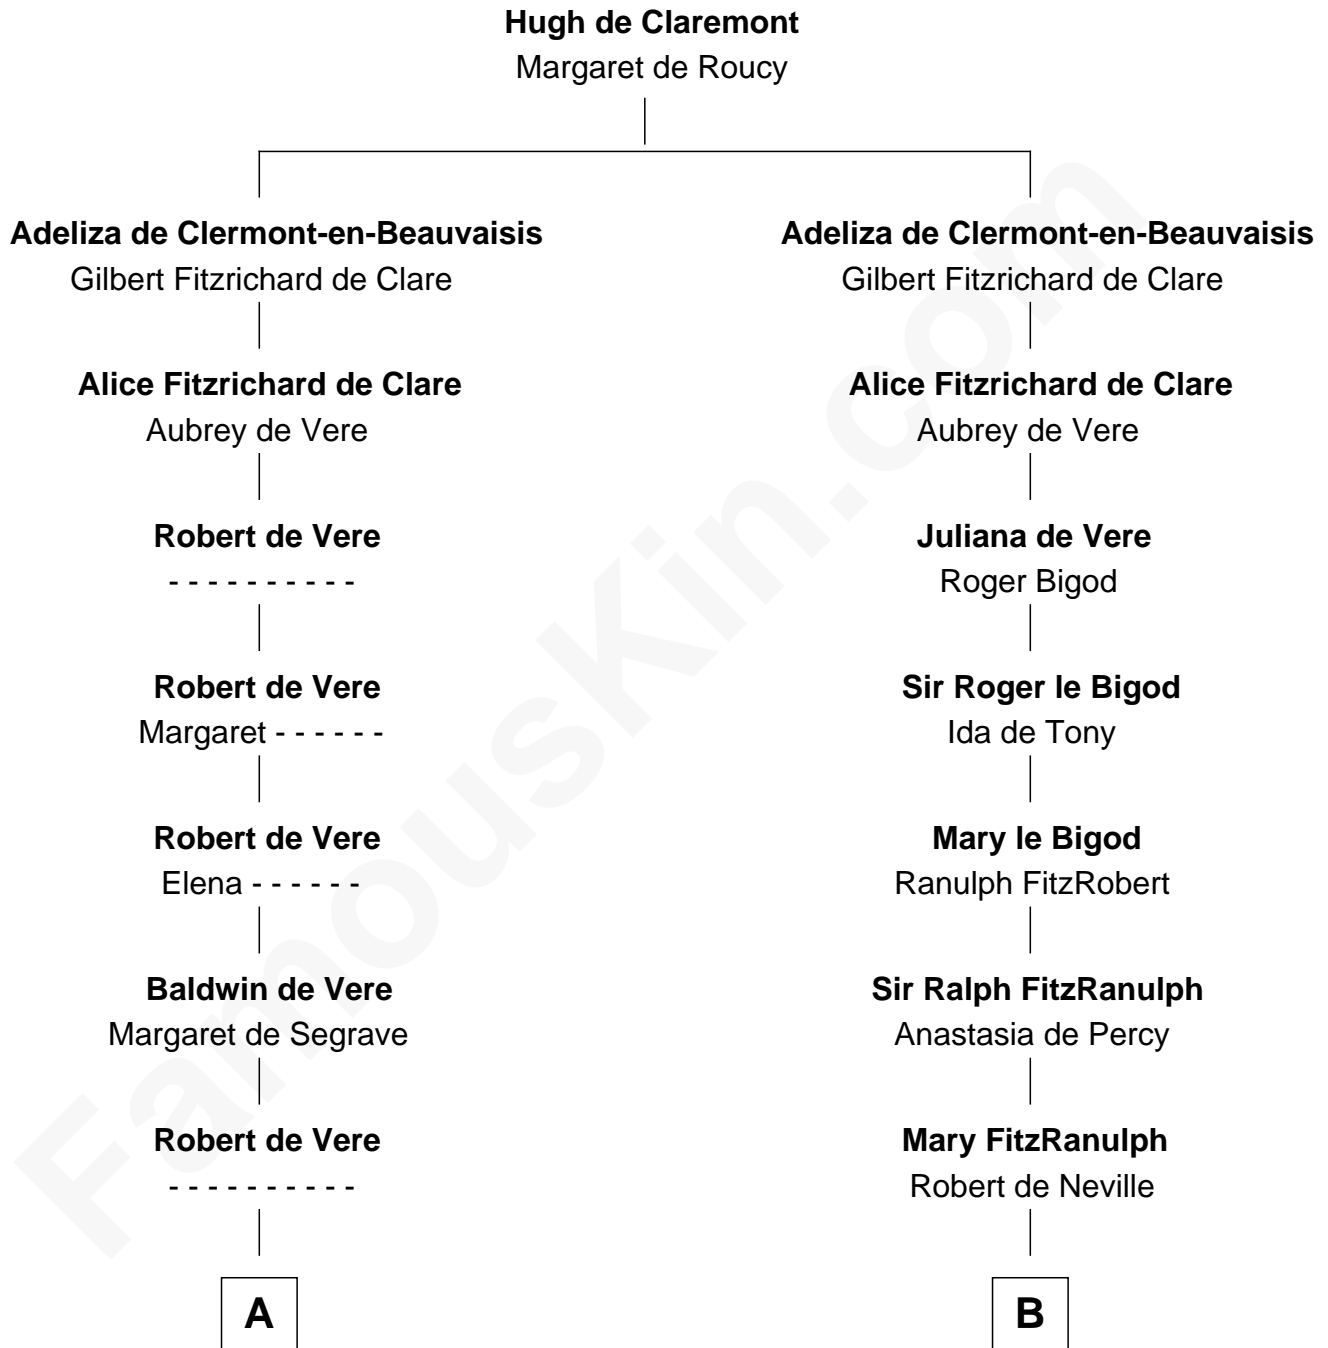 Hugh de Claremont
Margaret de Roucy
Adeliza de Clermont-en-Beauvaisis
Gilbert Fitzrichard de Clare
Adeliza de Clermont-en-Beauvaisis
Gilbert Fitzrichard de Clare
Alice Fitzrichard de Clare
Aubrey de Vere
Alice Fitzrichard de Clare
Aubrey de Vere
Robert de Vere
- - - - - - - - - -
Juliana de Vere
Roger Bigod
Robert de Vere
Margaret - - - - - -
Sir Roger le Bigod
Ida de Tony
Robert de Vere
Elena - - - - - -
Mary le Bigod
Ranulph FitzRobert
Baldwin de Vere
Margaret de Segrave
Sir Ralph FitzRanulph
Anastasia de Percy
Robert de Vere
- - - - - - - - - -
Mary FitzRanulph
Robert de Neville
A
B
FamousKin.com